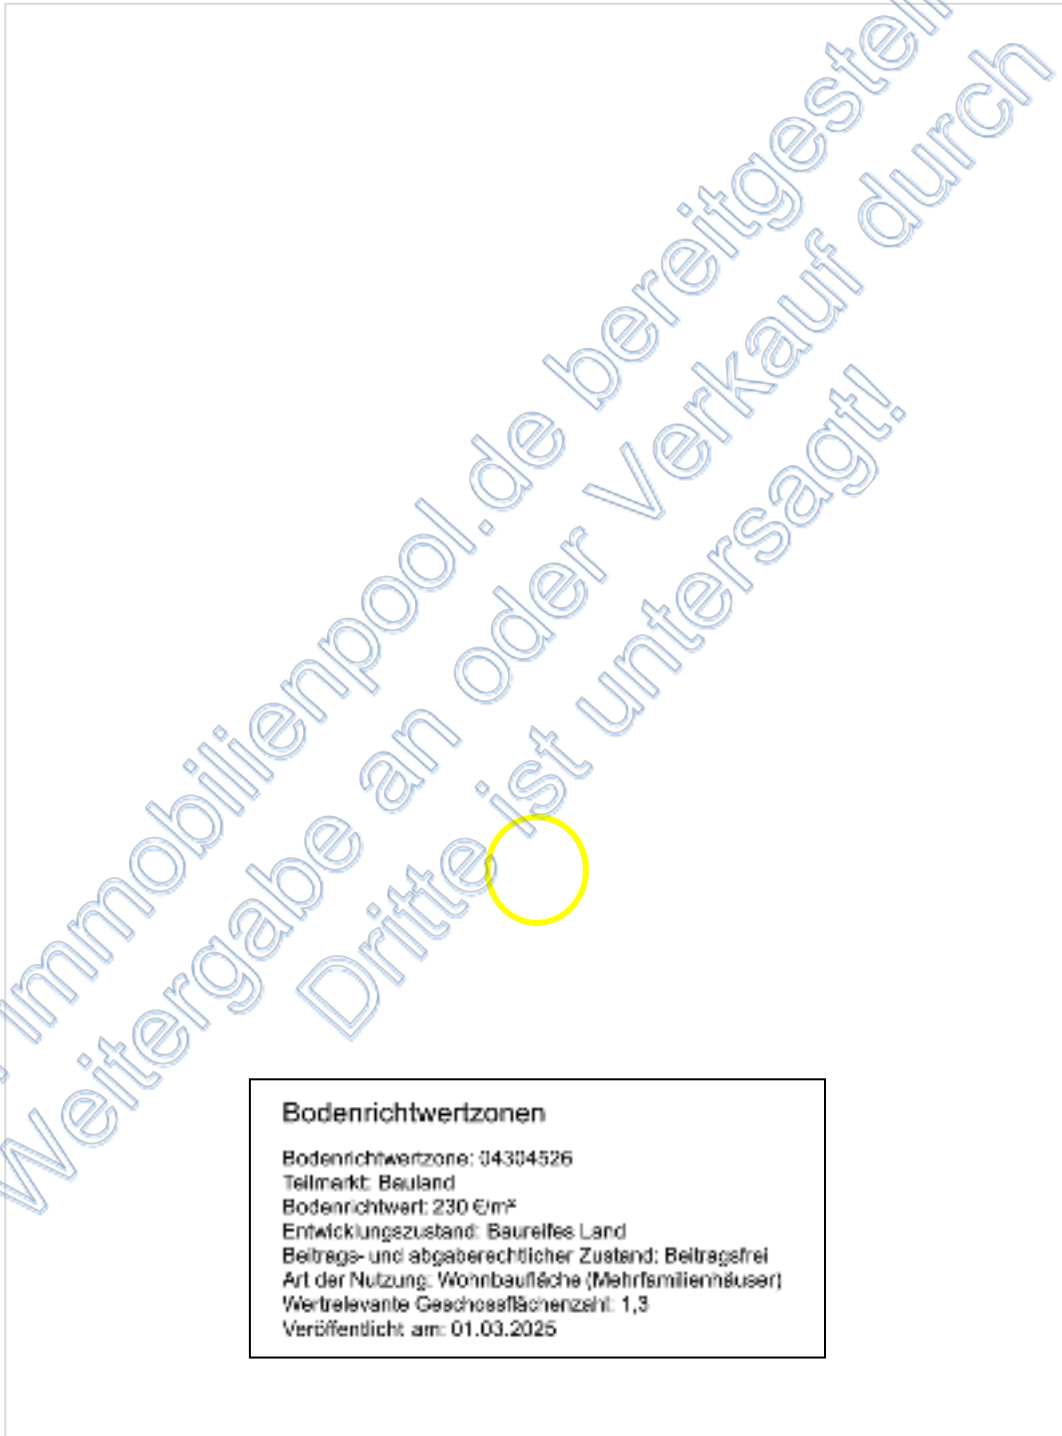 immobilienpool.de bereitgestell
Weitergabe an oder Verkauf durch
Dritte ist untersagt!
Bodenrichtwertzonen
Bodenrichtwertzone: 04304526
Teilmarkt: Bauland
Bodenrichtwert: 230 €/m²
Entwicklungszustand: Baureifes Land
Beitrags- und abgaberechtlicher Zustand: Beitragsfrei
Art der Nutzung: Wohnbaufläche (Mehrfamilienhäuser)
Wertrelevante Geschossflächenzahl: 1,3
Veröffentlicht am: 01.03.2025